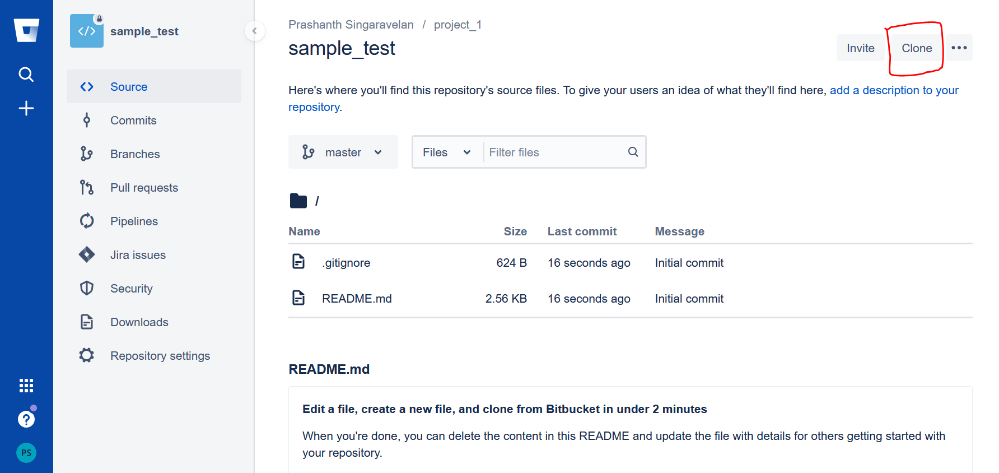 sample_test
Source
Commits
Branches
Pull requests
Pipelines
Jira issues
Security
Downloads
Repository settings
?
PS
Prashanth Singaravelan / project_1
sample_test
Invite
Clone
Here's where you'll find this repository's source files. To give your users an idea of what they'll find here, add a description to your
repository.
master
Files
Filter files
/
Name Size Last commit Message
.gitignore 624 B 16 seconds ago Initial commit
README.md 2.56 KB 16 seconds ago Initial commit
README.md
Edit a file, create a new file, and clone from Bitbucket in under 2 minutes
When you're done, you can delete the content in this README and update the file with details for others getting started with
your repository.